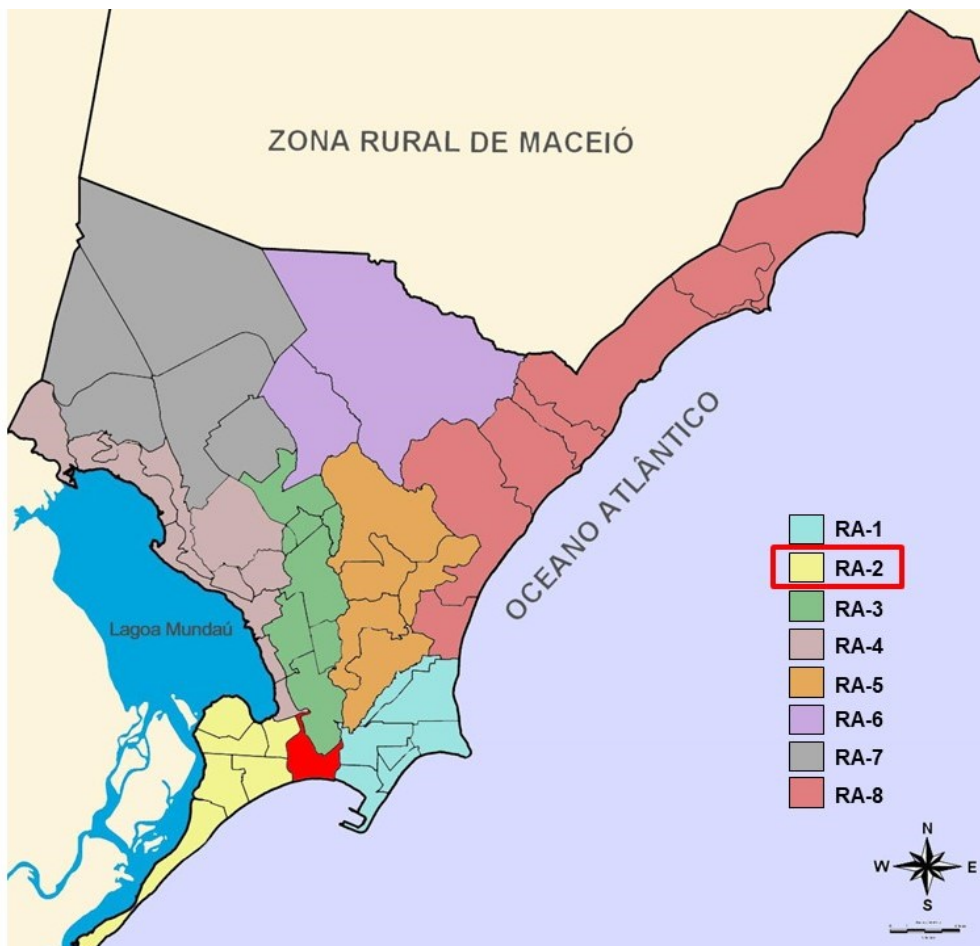 ZONA RURAL DE MACEIÓ
OCEANO ATLÂNTICO
Lagoa Mundaú
RA-1
RA-2
RA-3
RA-4
RA-5
RA-6
RA-7
RA-8
N
W E
S